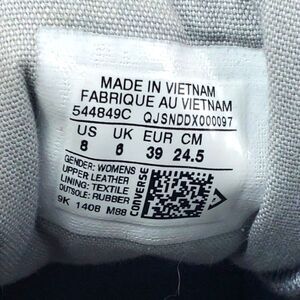 MADE IN VIETNAM
FABRIQUE AU VIETNAM
544849C QJSNDDX000097
US UK EUR CM
8 6 39 24.5
GENDER: WOMENS
UPPER LEATHER
LINING: TEXTILE
OUTSOLE: RUBBER
9K 1408 M88
CONVERSE